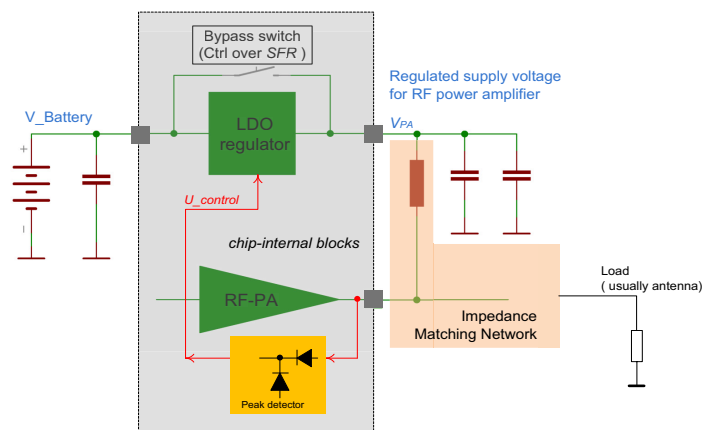 Bypass switch
(Ctrl over SFR )
Regulated supply voltage
for RF power amplifier
V_Battery
LDO
regulator
VPA
+
U_control
chip-internal blocks
RF-PA
Load
( usually antenna)
Impedance
Matching Network
Peak detector